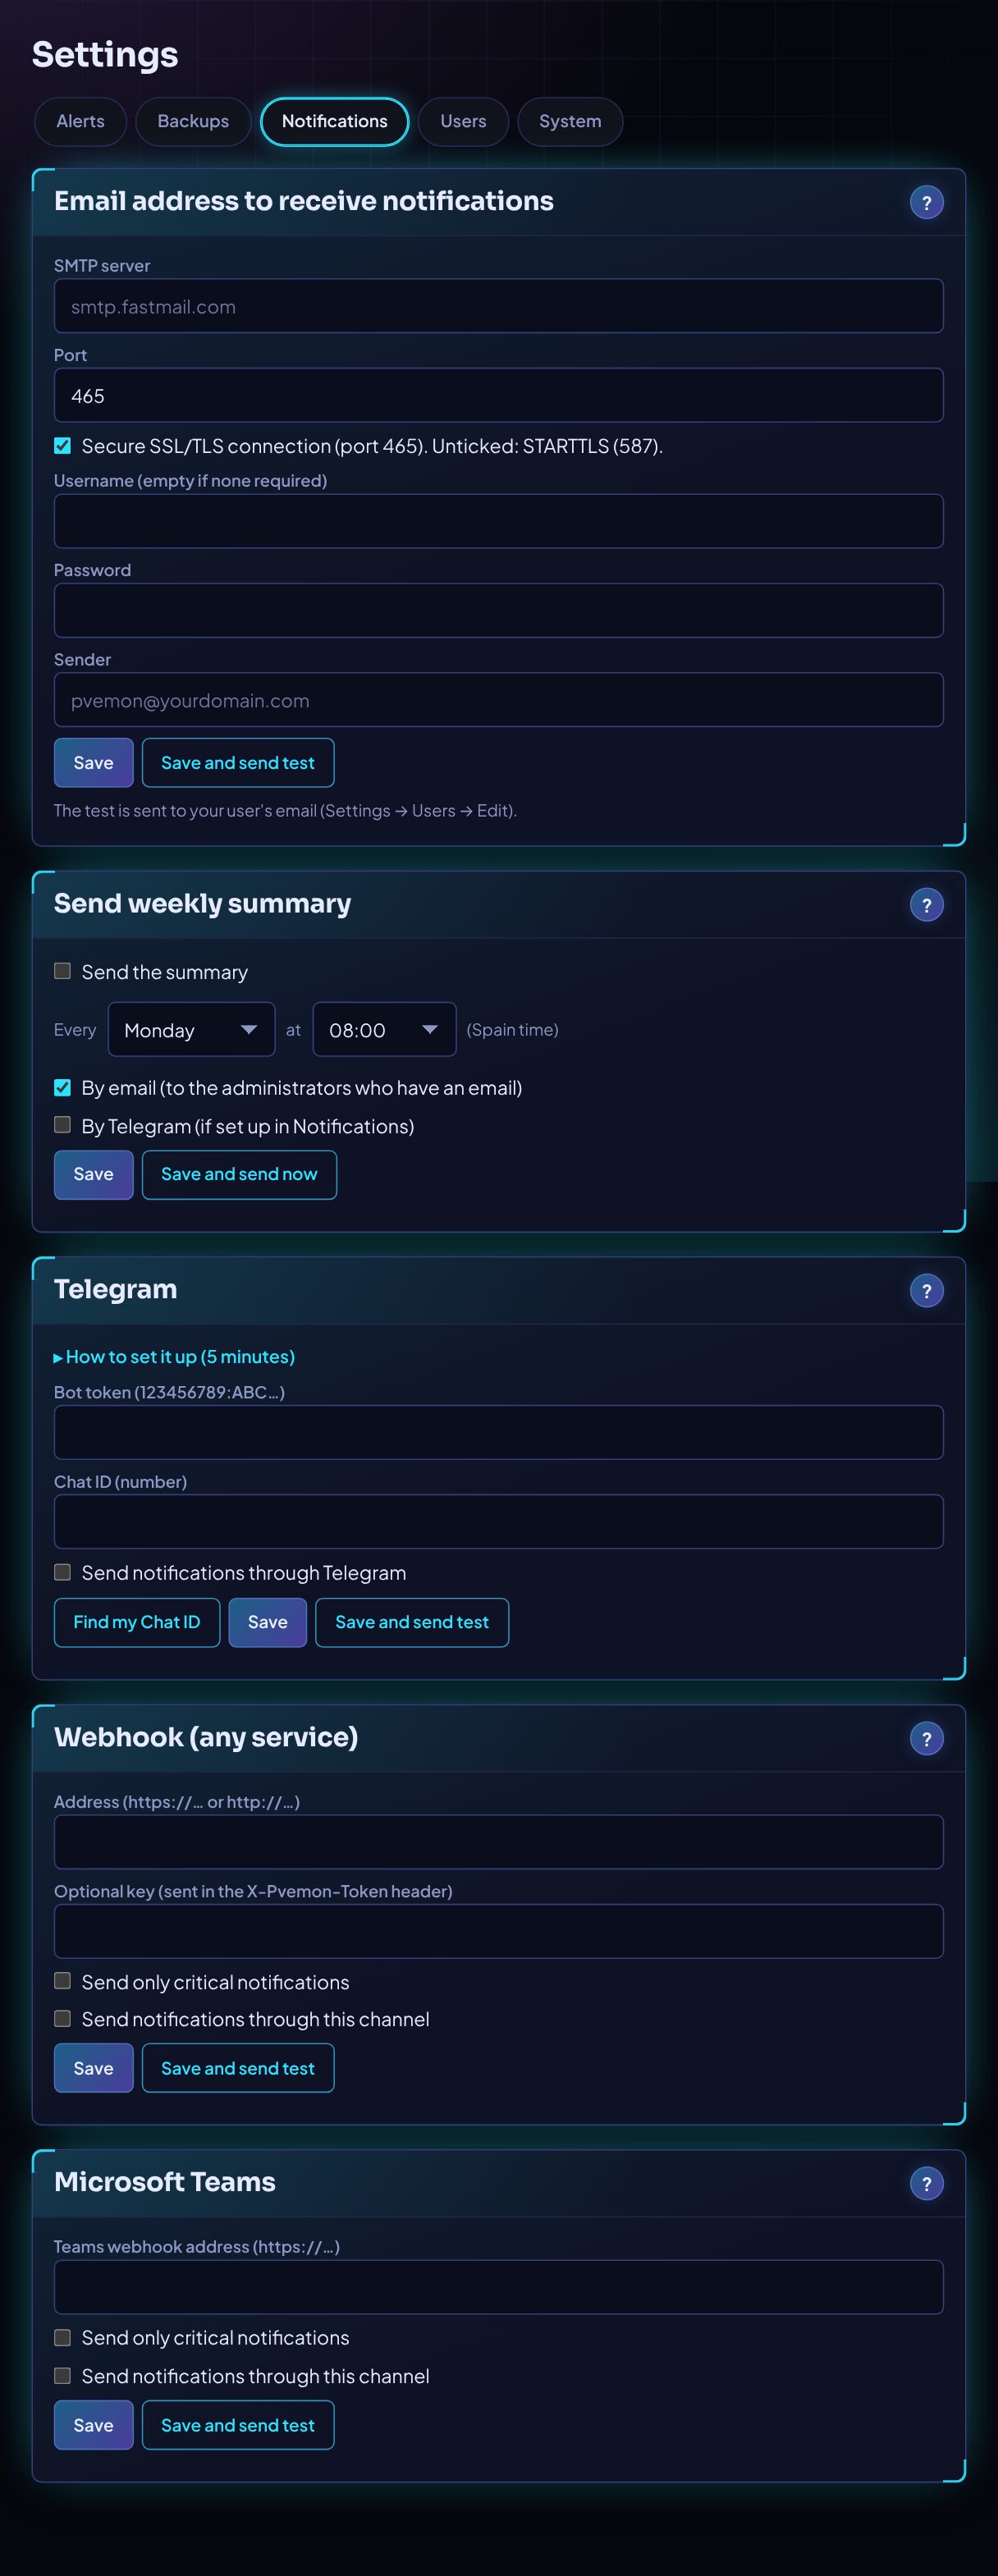 Settings
Alerts Backups Notifications Users System
Email address to receive notifications ?
SMTP server
smtp.fastmail.com
Port
465
Secure SSL/TLS connection (port 465). Unticked: STARTTLS (587).
Username (empty if none required)
Password
Sender
pvemon@yourdomain.com
Save Save and send test
The test is sent to your user's email (Settings → Users → Edit).
Send weekly summary ?
Send the summary
Every Monday at 08:00 (Spain time)
By email (to the administrators who have an email)
By Telegram (if set up in Notifications)
Save Save and send now
Telegram ?
▸ How to set it up (5 minutes)
Bot token (123456789:ABC…)
Chat ID (number)
Send notifications through Telegram
Find my Chat ID Save Save and send test
Webhook (any service) ?
Address (https://… or http://…)
Optional key (sent in the X-Pvemon-Token header)
Send only critical notifications
Send notifications through this channel
Save Save and send test
Microsoft Teams ?
Teams webhook address (https://…)
Send only critical notifications
Send notifications through this channel
Save Save and send test